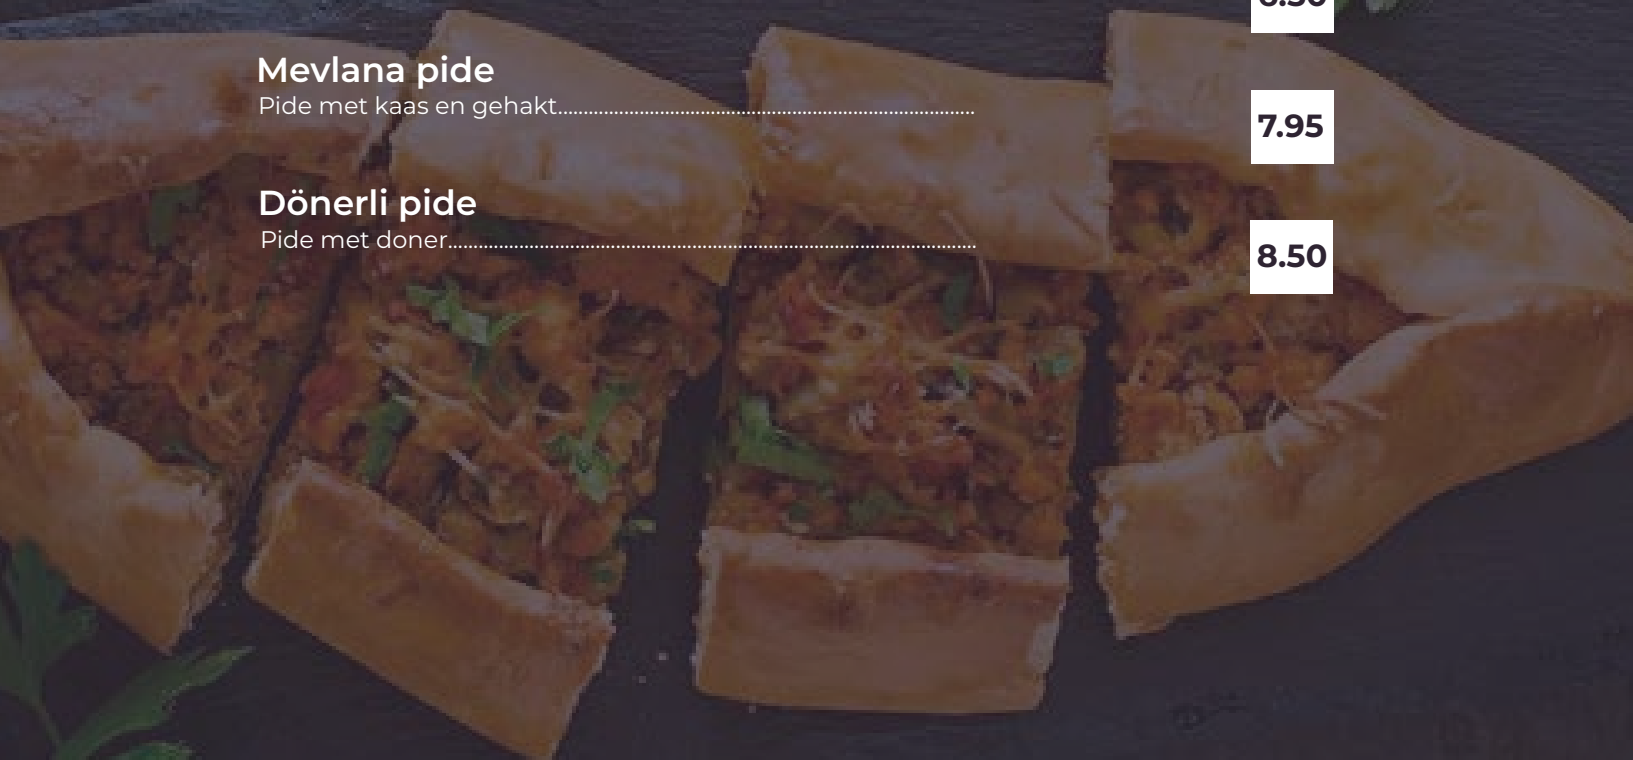 Mevlana pide
Pide met kaas en gehakt
7.95
Dönerli pide
Pide met doner
8.50